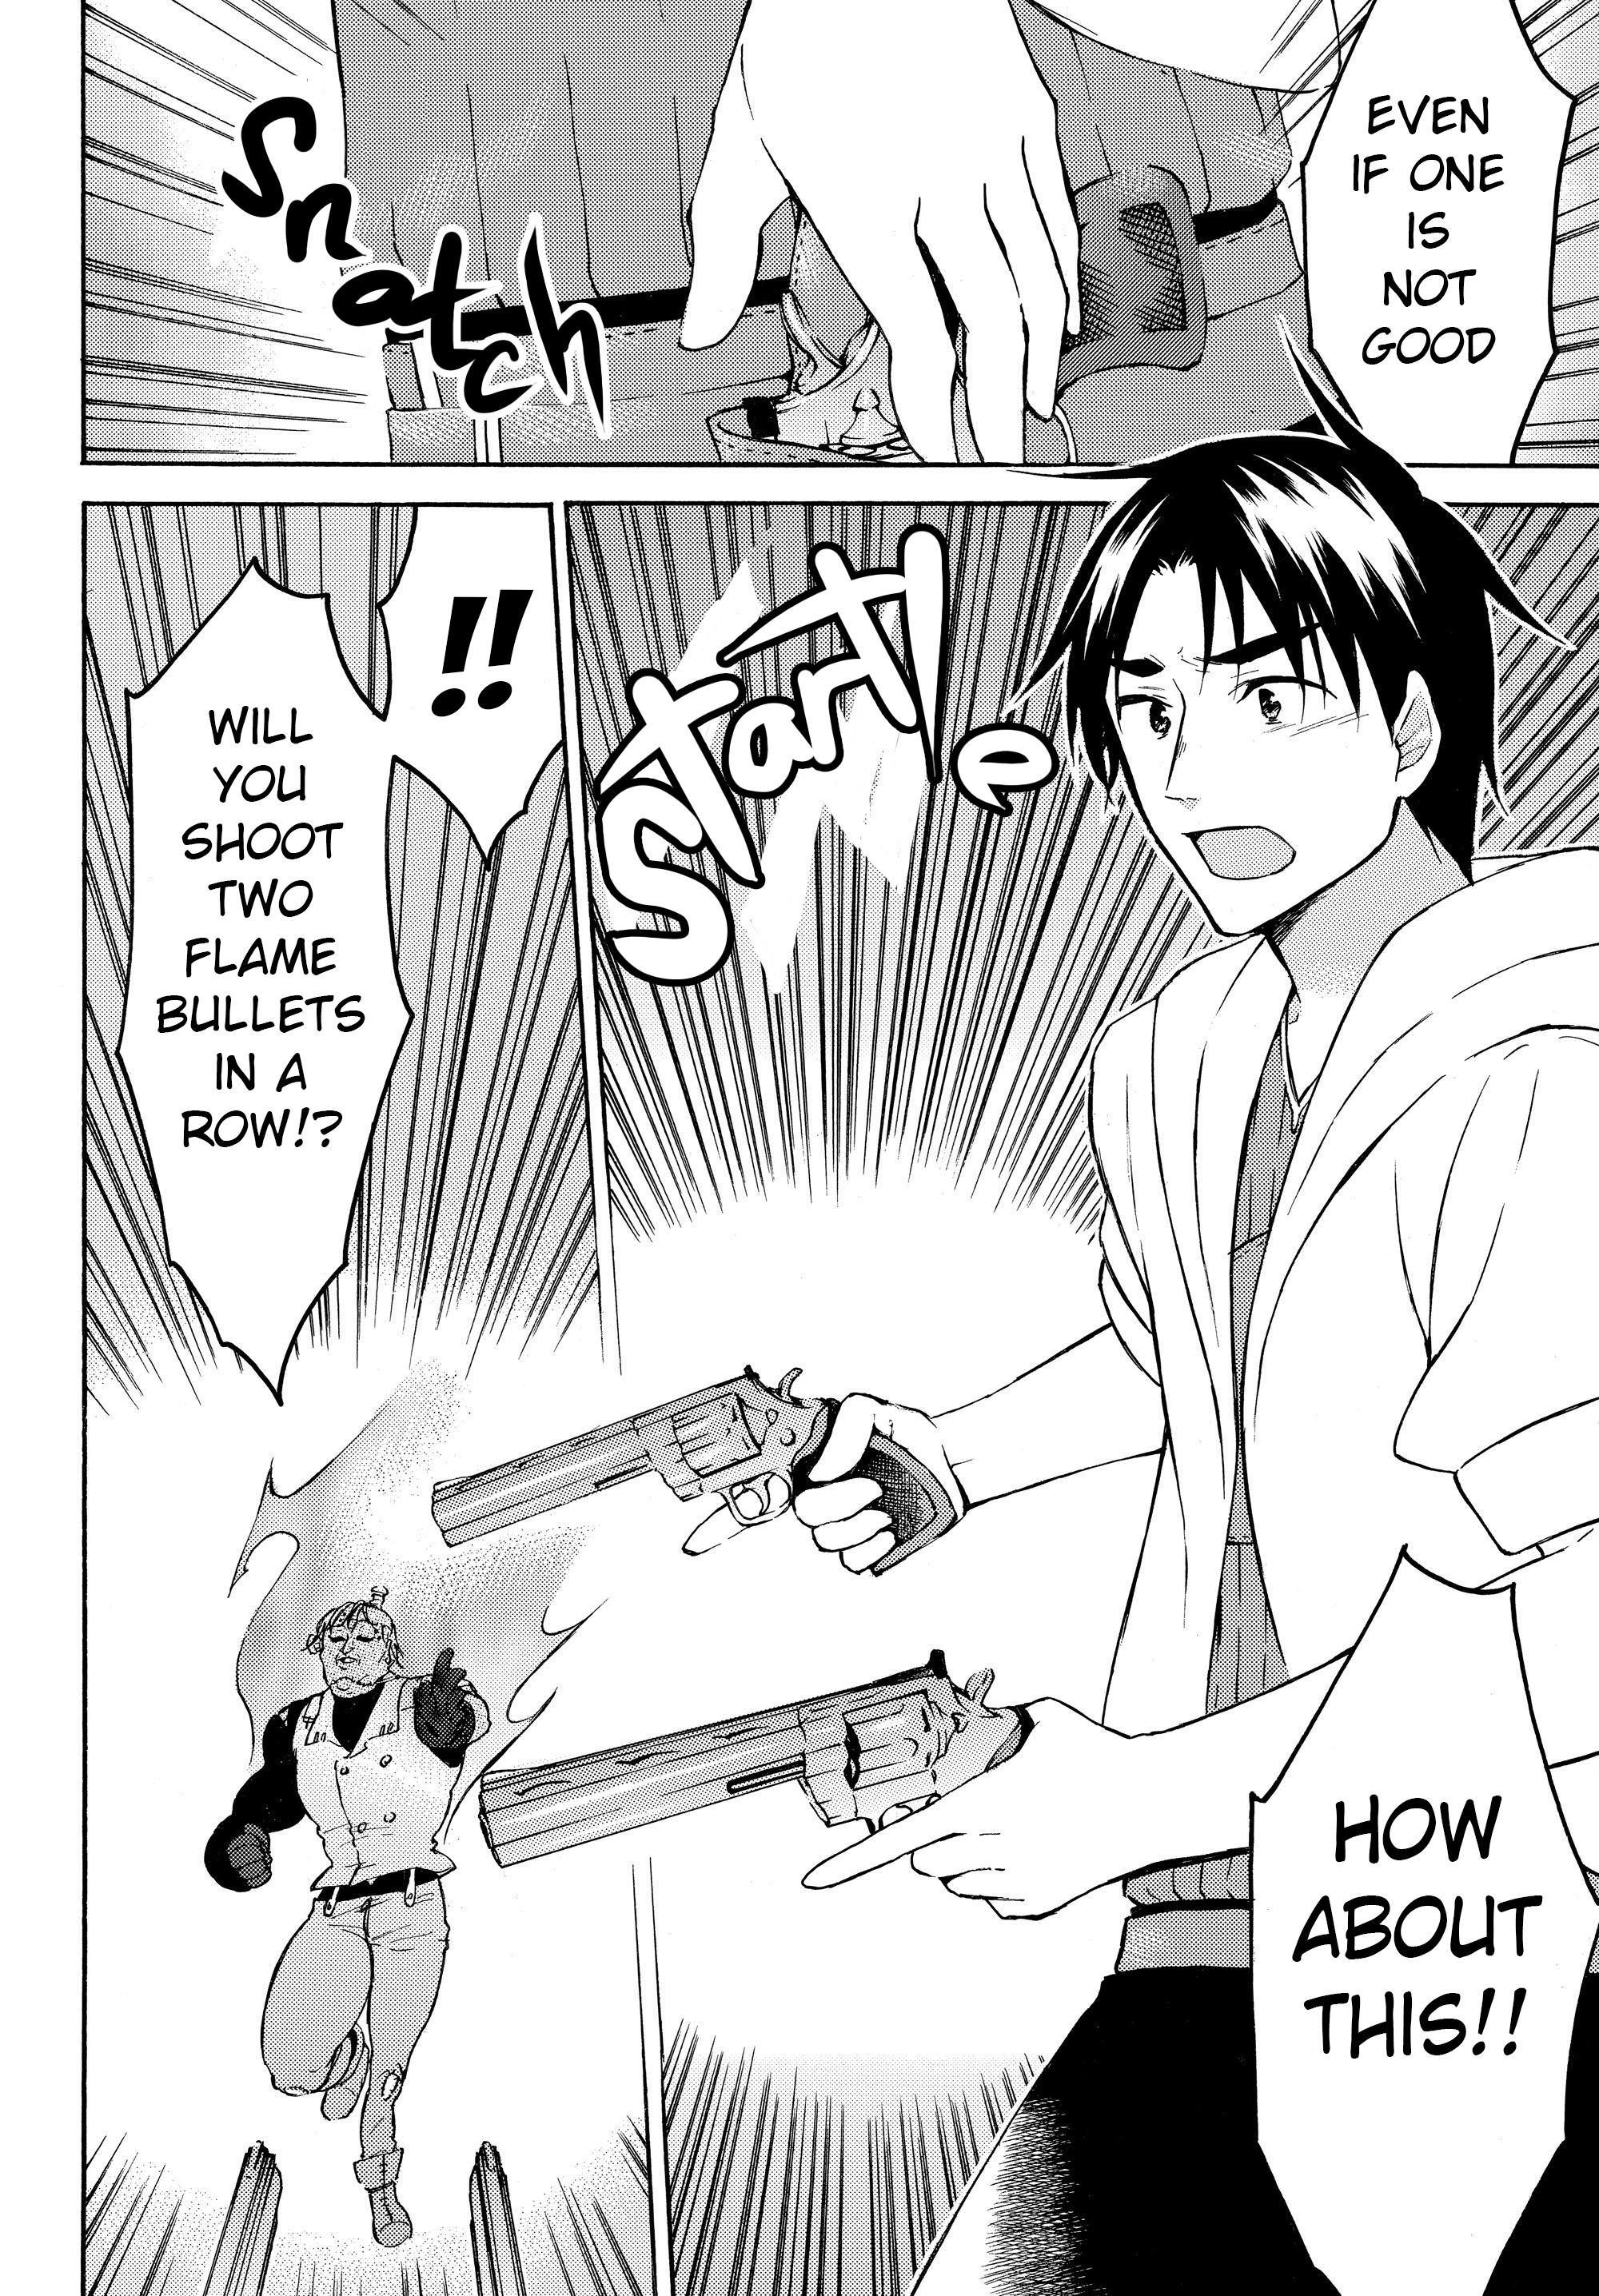 EVEN
IF ONE
IS
NOT
GOOD
Snatch
HOW
ABOUT
THIS!!
Startle
!!
WILL
YOU
SHOOT
TWO
FLAME
BULLETS
IN A
ROW!?